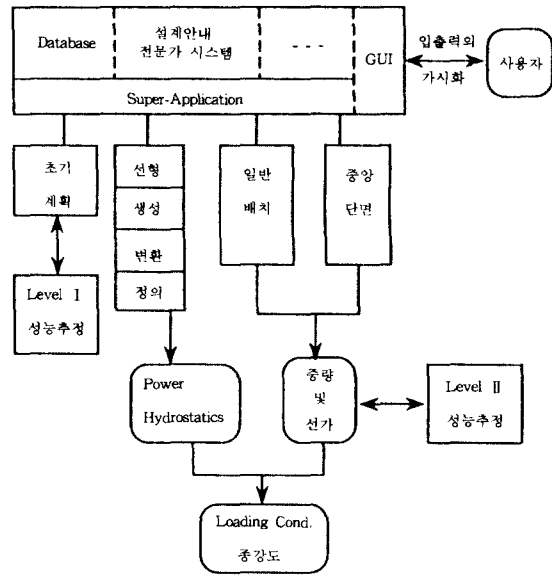 Database
설계안내
전문가 시스템
- - -
GUI
Super-Application
입출력의
가시화
사용자
초기
계획
선형
생성
변환
정의
일반
배치
중앙
단면
Level I
성능추정
Power
Hydrostatics
중량
및
선가
Level II
성능추정
Loading Cond.
종강도